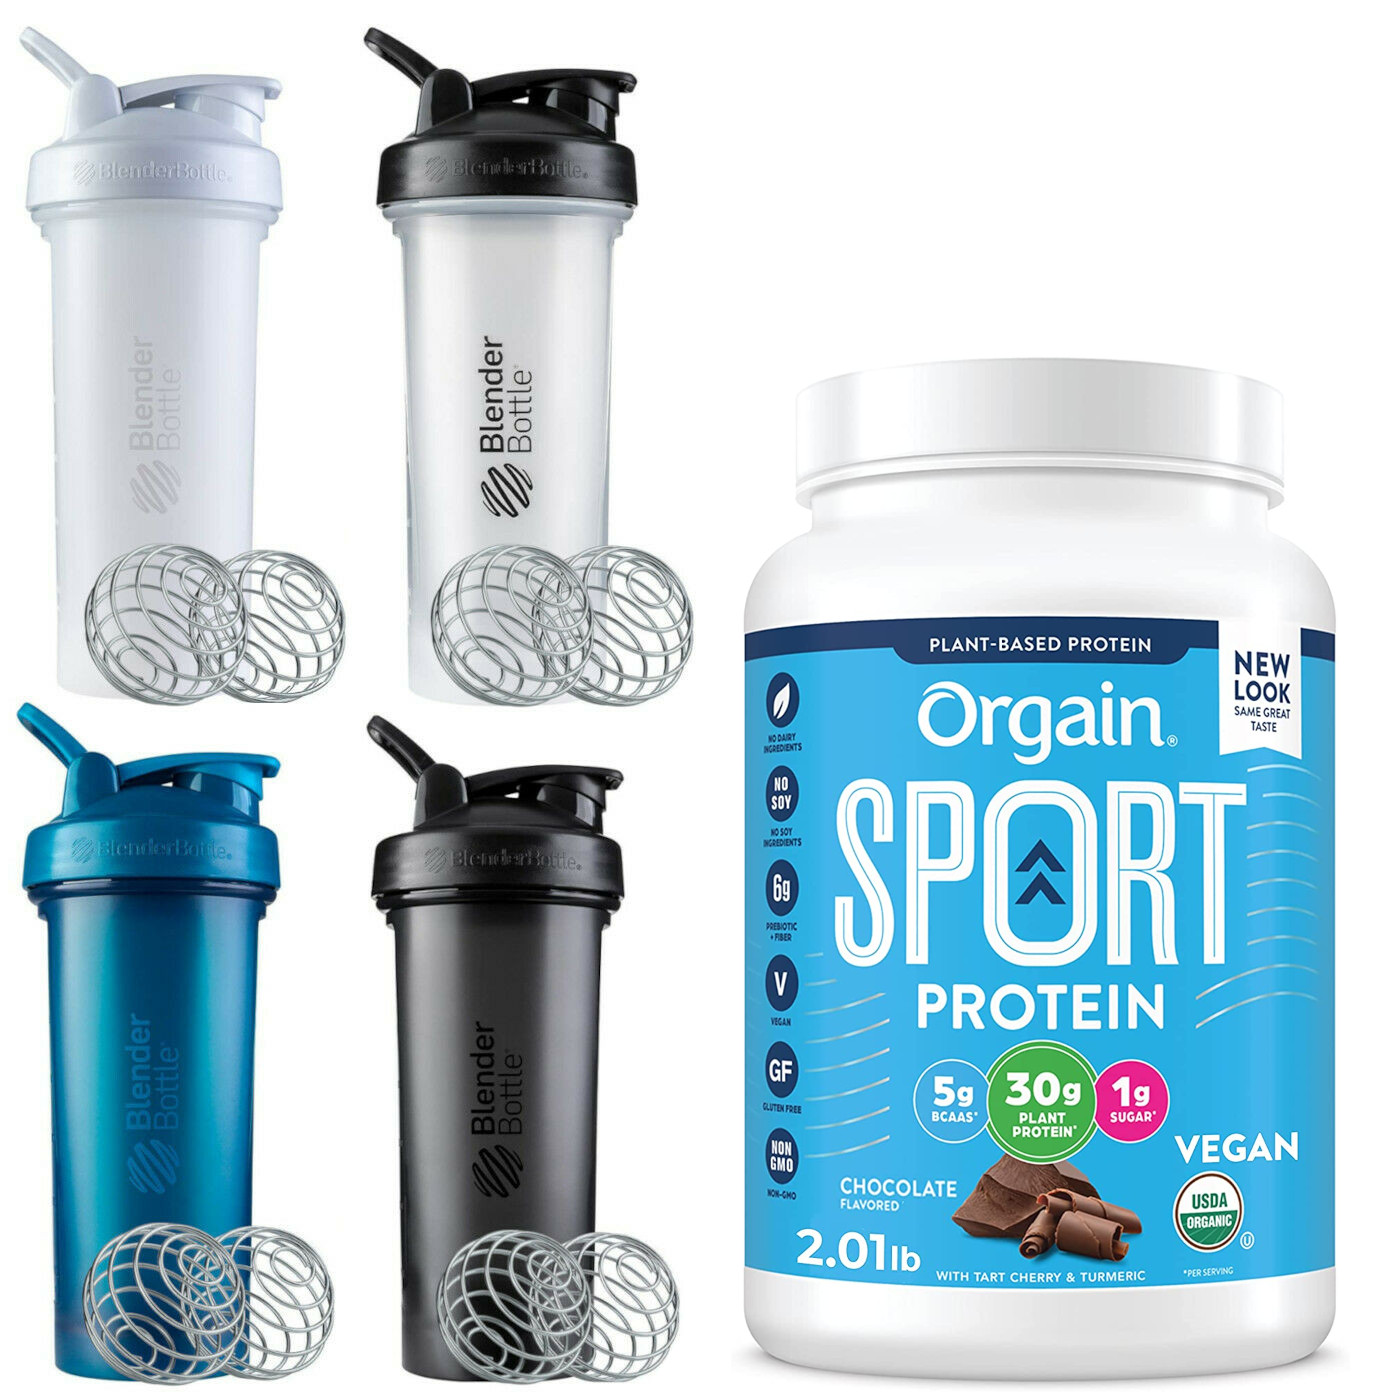 BlenderBottle®
Blender
Bottle®
BlenderBottle®
Blender
Bottle®
BlenderBottle®
Blender
Bottle®
BlenderBottle®
Blender
Bottle®
PLANT-BASED PROTEIN
NEW
LOOK
SAME GREAT
TASTE
Orgain®
SPORT
PROTEIN
NO DAIRY
INGREDIENTS
NO
SOY
NO SOY
INGREDIENTS
6g
PREBIOTIC
+ FIBER
V
VEGAN
GF
GLUTEN FREE
NON
GMO
NON-GMO
5g
BCAAS*
30g
PLANT
PROTEIN*
1g
SUGAR*
VEGAN
CHOCOLATE
FLAVORED
USDA
ORGANIC
U
2.01lb
WITH TART CHERRY & TURMERIC
*PER SERVING